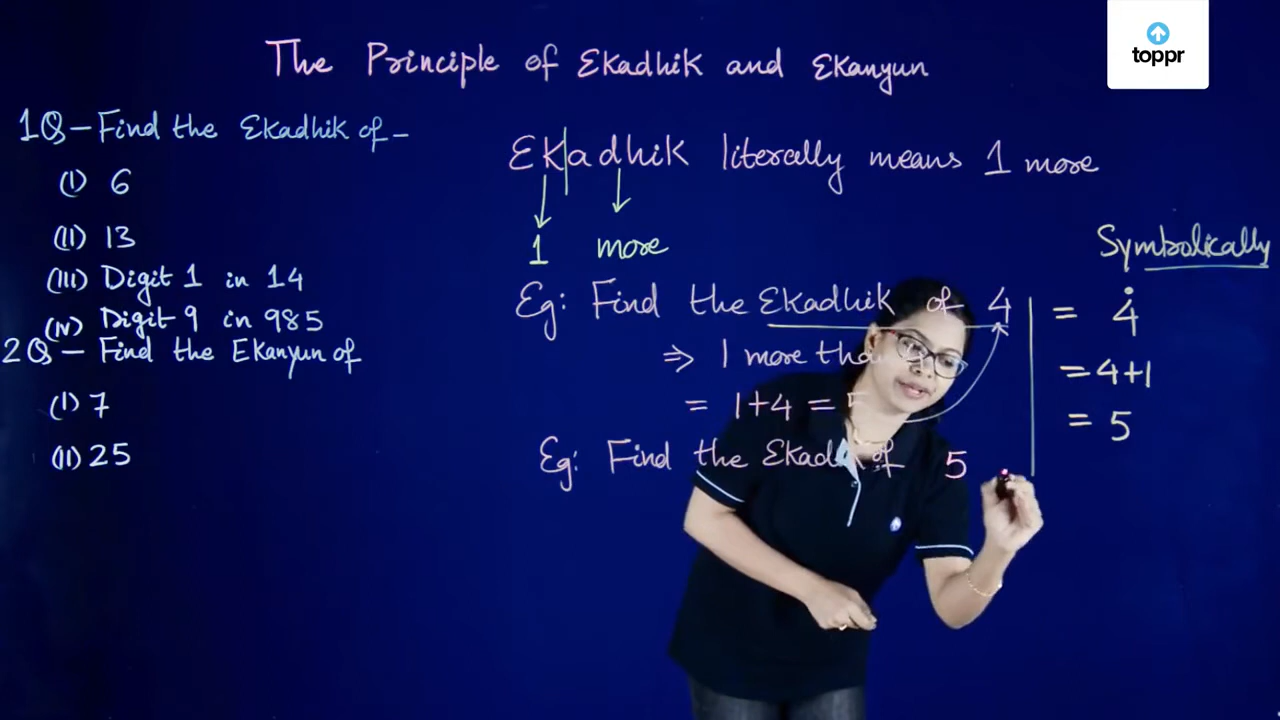 toppr
The Principle of Ekadhik and Ekanyun
1Q - Find the Ekadhik of -
(I) 6
(II) 13
(III) Digit 1 in 14
(IV) Digit 9 in 985
2Q - Find the Ekanyun of
(I) 7
(II) 25
Ekadhik literally means 1 more
1 more
Eg: Find the Ekadhik of 4
⇒ 1 more
= 1+4 =
Eg: Find the of 5
Symbolically
= 4̇
= 4+1
= 5